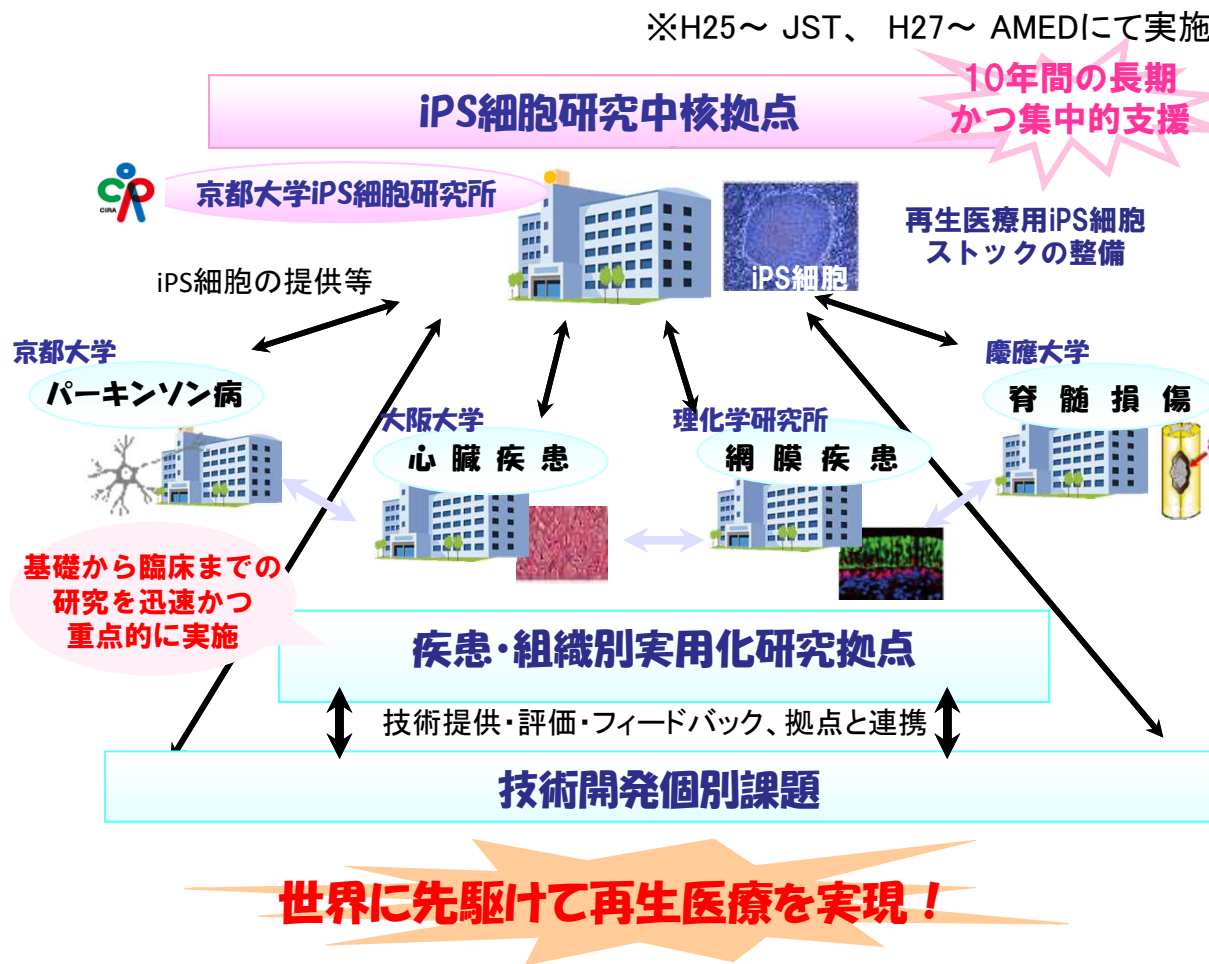 ※H25～ JST、 H27～ AMEDにて実施
10年間の長期
かつ集中的支援
iPS細胞研究中核拠点
CiRA
京都大学iPS細胞研究所
iPS細胞
再生医療用iPS細胞
ストックの整備
iPS細胞の提供等
京都大学
パーキンソン病
大阪大学
心臓疾患
理化学研究所
網膜疾患
慶應大学
脊髄損傷
基礎から臨床までの
研究を迅速かつ
重点的に実施
疾患・組織別実用化研究拠点
技術提供・評価・フィードバック、拠点と連携
技術開発個別課題
世界に先駆けて再生医療を実現！